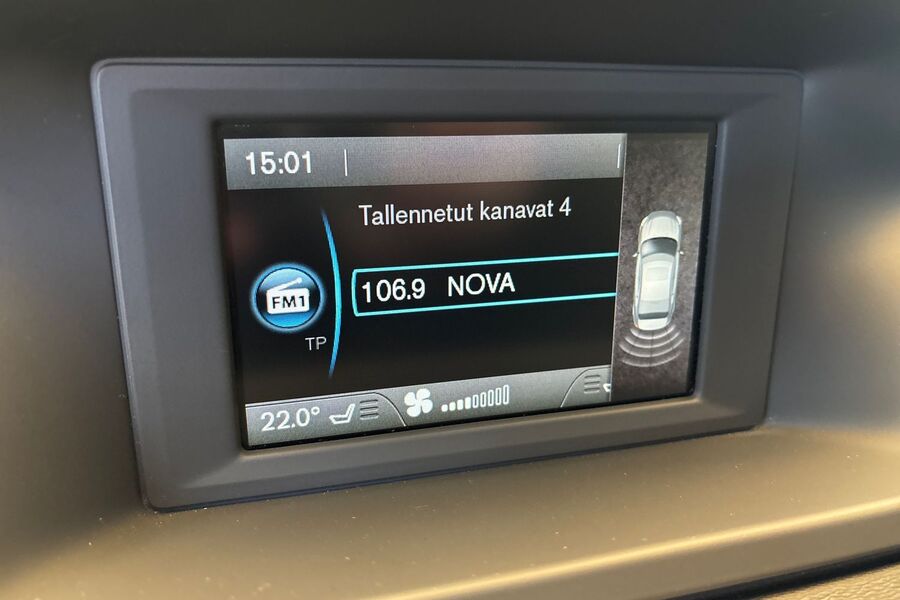 15:01
Tallennetut kanavat 4
106.9 NOVA
FM1
TP
22.0°